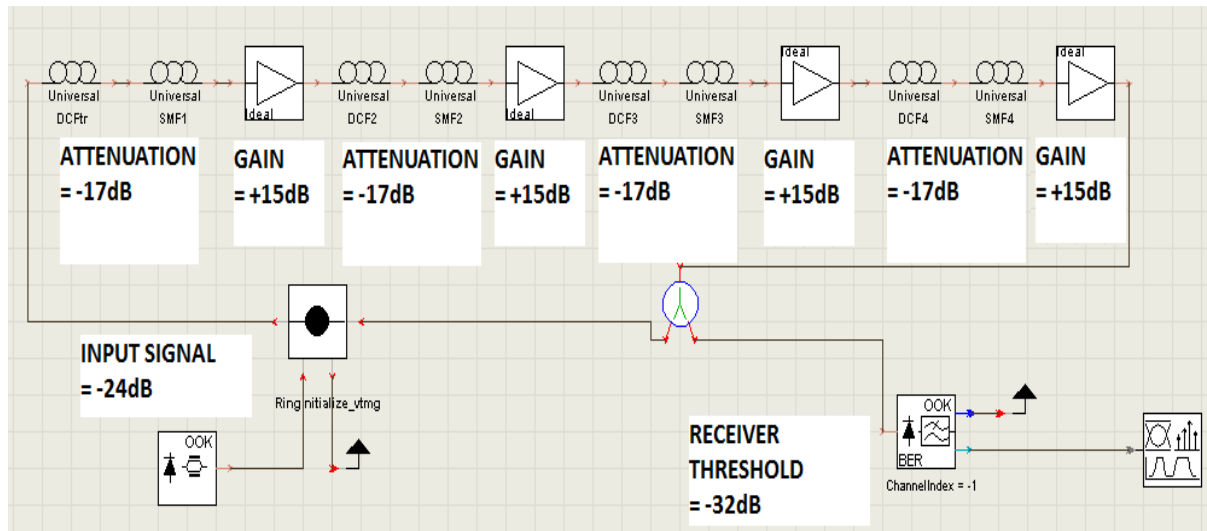 Ideal
Ideal
Universal
Universal
Universal
Universal
Universal
Universal
Universal
Universal
Ideal
Ideal
DCFtr
SMF1
DCF2
SMF2
DCF3
SMF3
DCF4
SMF4
ATTENUATION
= -17dB
GAIN
= +15dB
ATTENUATION
= -17dB
GAIN
= +15dB
ATTENUATION
= -17dB
GAIN
= +15dB
ATTENUATION
= -17dB
GAIN
= +15dB
INPUT SIGNAL
= -24dB
RingInitialize_vtmg
OOK
RECEIVER
THRESHOLD
= -32dB
OOK
BER
ChannelIndex = -1